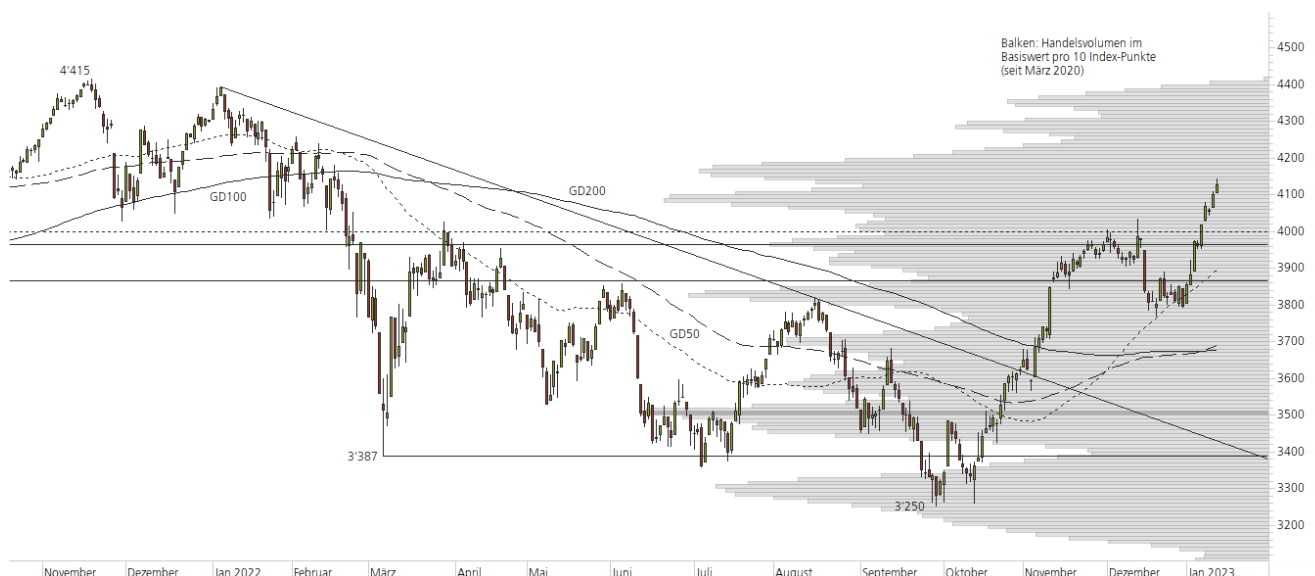 Balken: Handelsvolumen im
Basiswert pro 10 Index-Punkte
(seit März 2020)
4'415
GD100
GD200
GD50
3'387
3'250
4500
4400
4300
4200
4100
4000
3900
3800
3700
3600
3500
3400
3300
3200
November Dezember Jan 2022 Februar März April Mai Juni Juli August September Oktober November Dezember Jan 2023